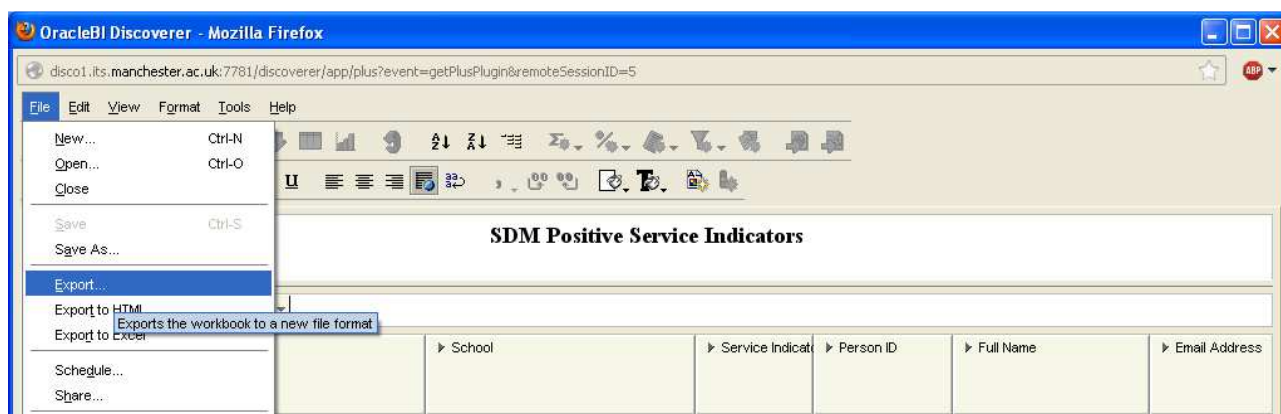 OracleBI Discoverer - Mozilla Firefox
disco1.its.manchester.ac.uk:7781/discoverer/app/plus?event=getPlusPlugin&remoteSessionID=5
ABP
File Edit View Format Tools Help
New... Ctrl-N
Open... Ctrl-O
Close
Save Ctrl-S
Save As...
Export...
Export to HTML
Exports the workbook to a new file format
Export to Excel
Schedule...
Share...
SDM Positive Service Indicators
School Service Indicat Person ID Full Name Email Address